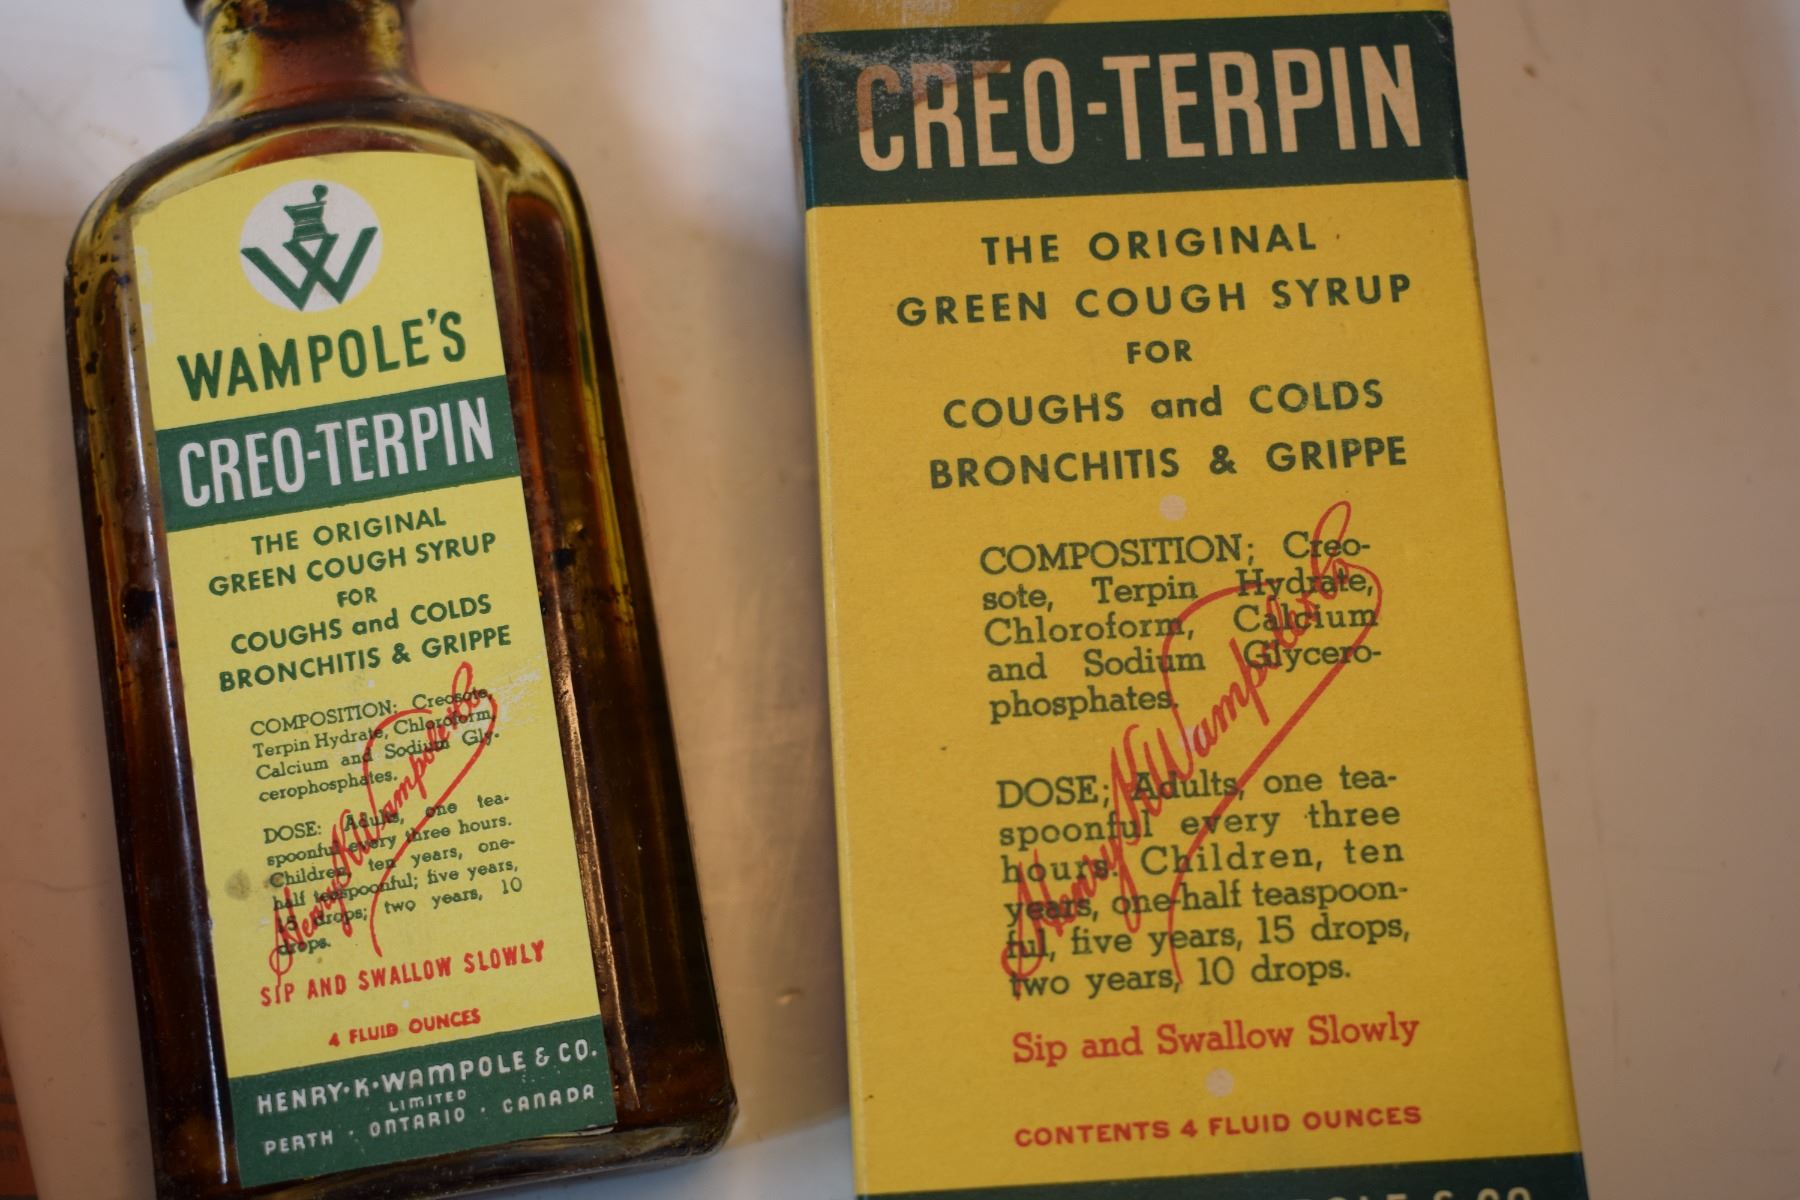 W
WAMPOLE'S
CREO-TERPIN
THE ORIGINAL
GREEN COUGH SYRUP
FOR
COUGHS and COLDS
BRONCHITIS & GRIPPE
COMPOSITION: Creosote,
Terpin Hydrate, Chloroform,
Calcium and Sodium Gly-
cerophosphates.
DOSE: Adults, one tea-
spoonful every three hours.
Children, ten years, one-
half teaspoonful; five years,
15 drops; two years, 10
drops.
Henry K Wampole & Co
SIP AND SWALLOW SLOWLY
4 FLUID OUNCES
HENRY·K·WAMPOLE & CO.
LIMITED
PERTH · ONTARIO · CANADA
CREO-TERPIN
THE ORIGINAL
GREEN COUGH SYRUP
FOR
COUGHS and COLDS
BRONCHITIS & GRIPPE
COMPOSITION; Creo-
sote, Terpin Hydrate,
Chloroform, Calcium
and Sodium Glycero-
phosphates.
DOSE; Adults, one tea-
spoonful every three
hours. Children, ten
years, one-half teaspoon-
ful, five years, 15 drops,
two years, 10 drops.
Henry K Wampole & Co
Sip and Swallow Slowly
CONTENTS 4 FLUID OUNCES